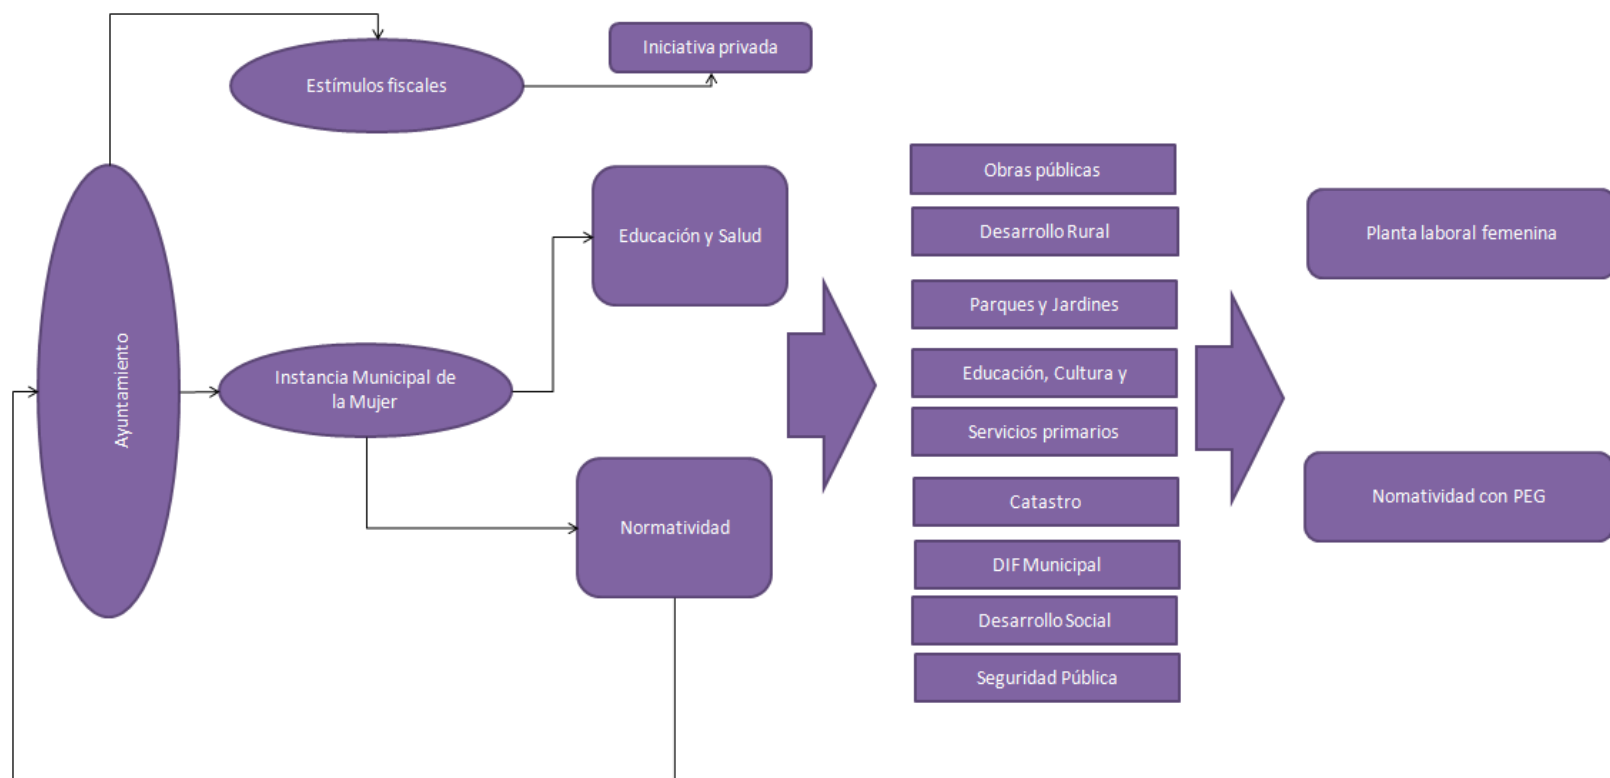 Iniciativa privada
Estímulos fiscales
Ayuntamiento
Instancia Municipal de
la Mujer
Educación y Salud
Normatividad
Obras públicas
Desarrollo Rural
Parques y Jardines
Educación, Cultura y
Servicios primarios
Catastro
DIF Municipal
Desarrollo Social
Seguridad Pública
Planta laboral femenina
Nomatividad con PEG